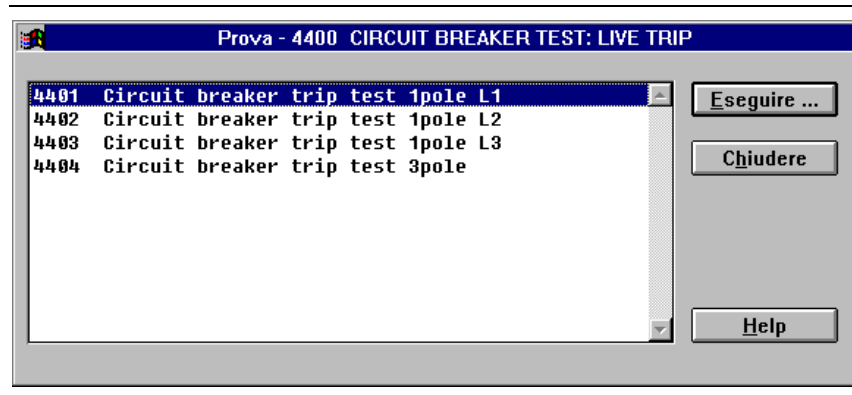 Prova - 4400 CIRCUIT BREAKER TEST: LIVE TRIP
4401 Circuit breaker trip test 1pole L1
4402 Circuit breaker trip test 1pole L2
4403 Circuit breaker trip test 1pole L3
4404 Circuit breaker trip test 3pole
Eseguire ...
Chiudere
Help